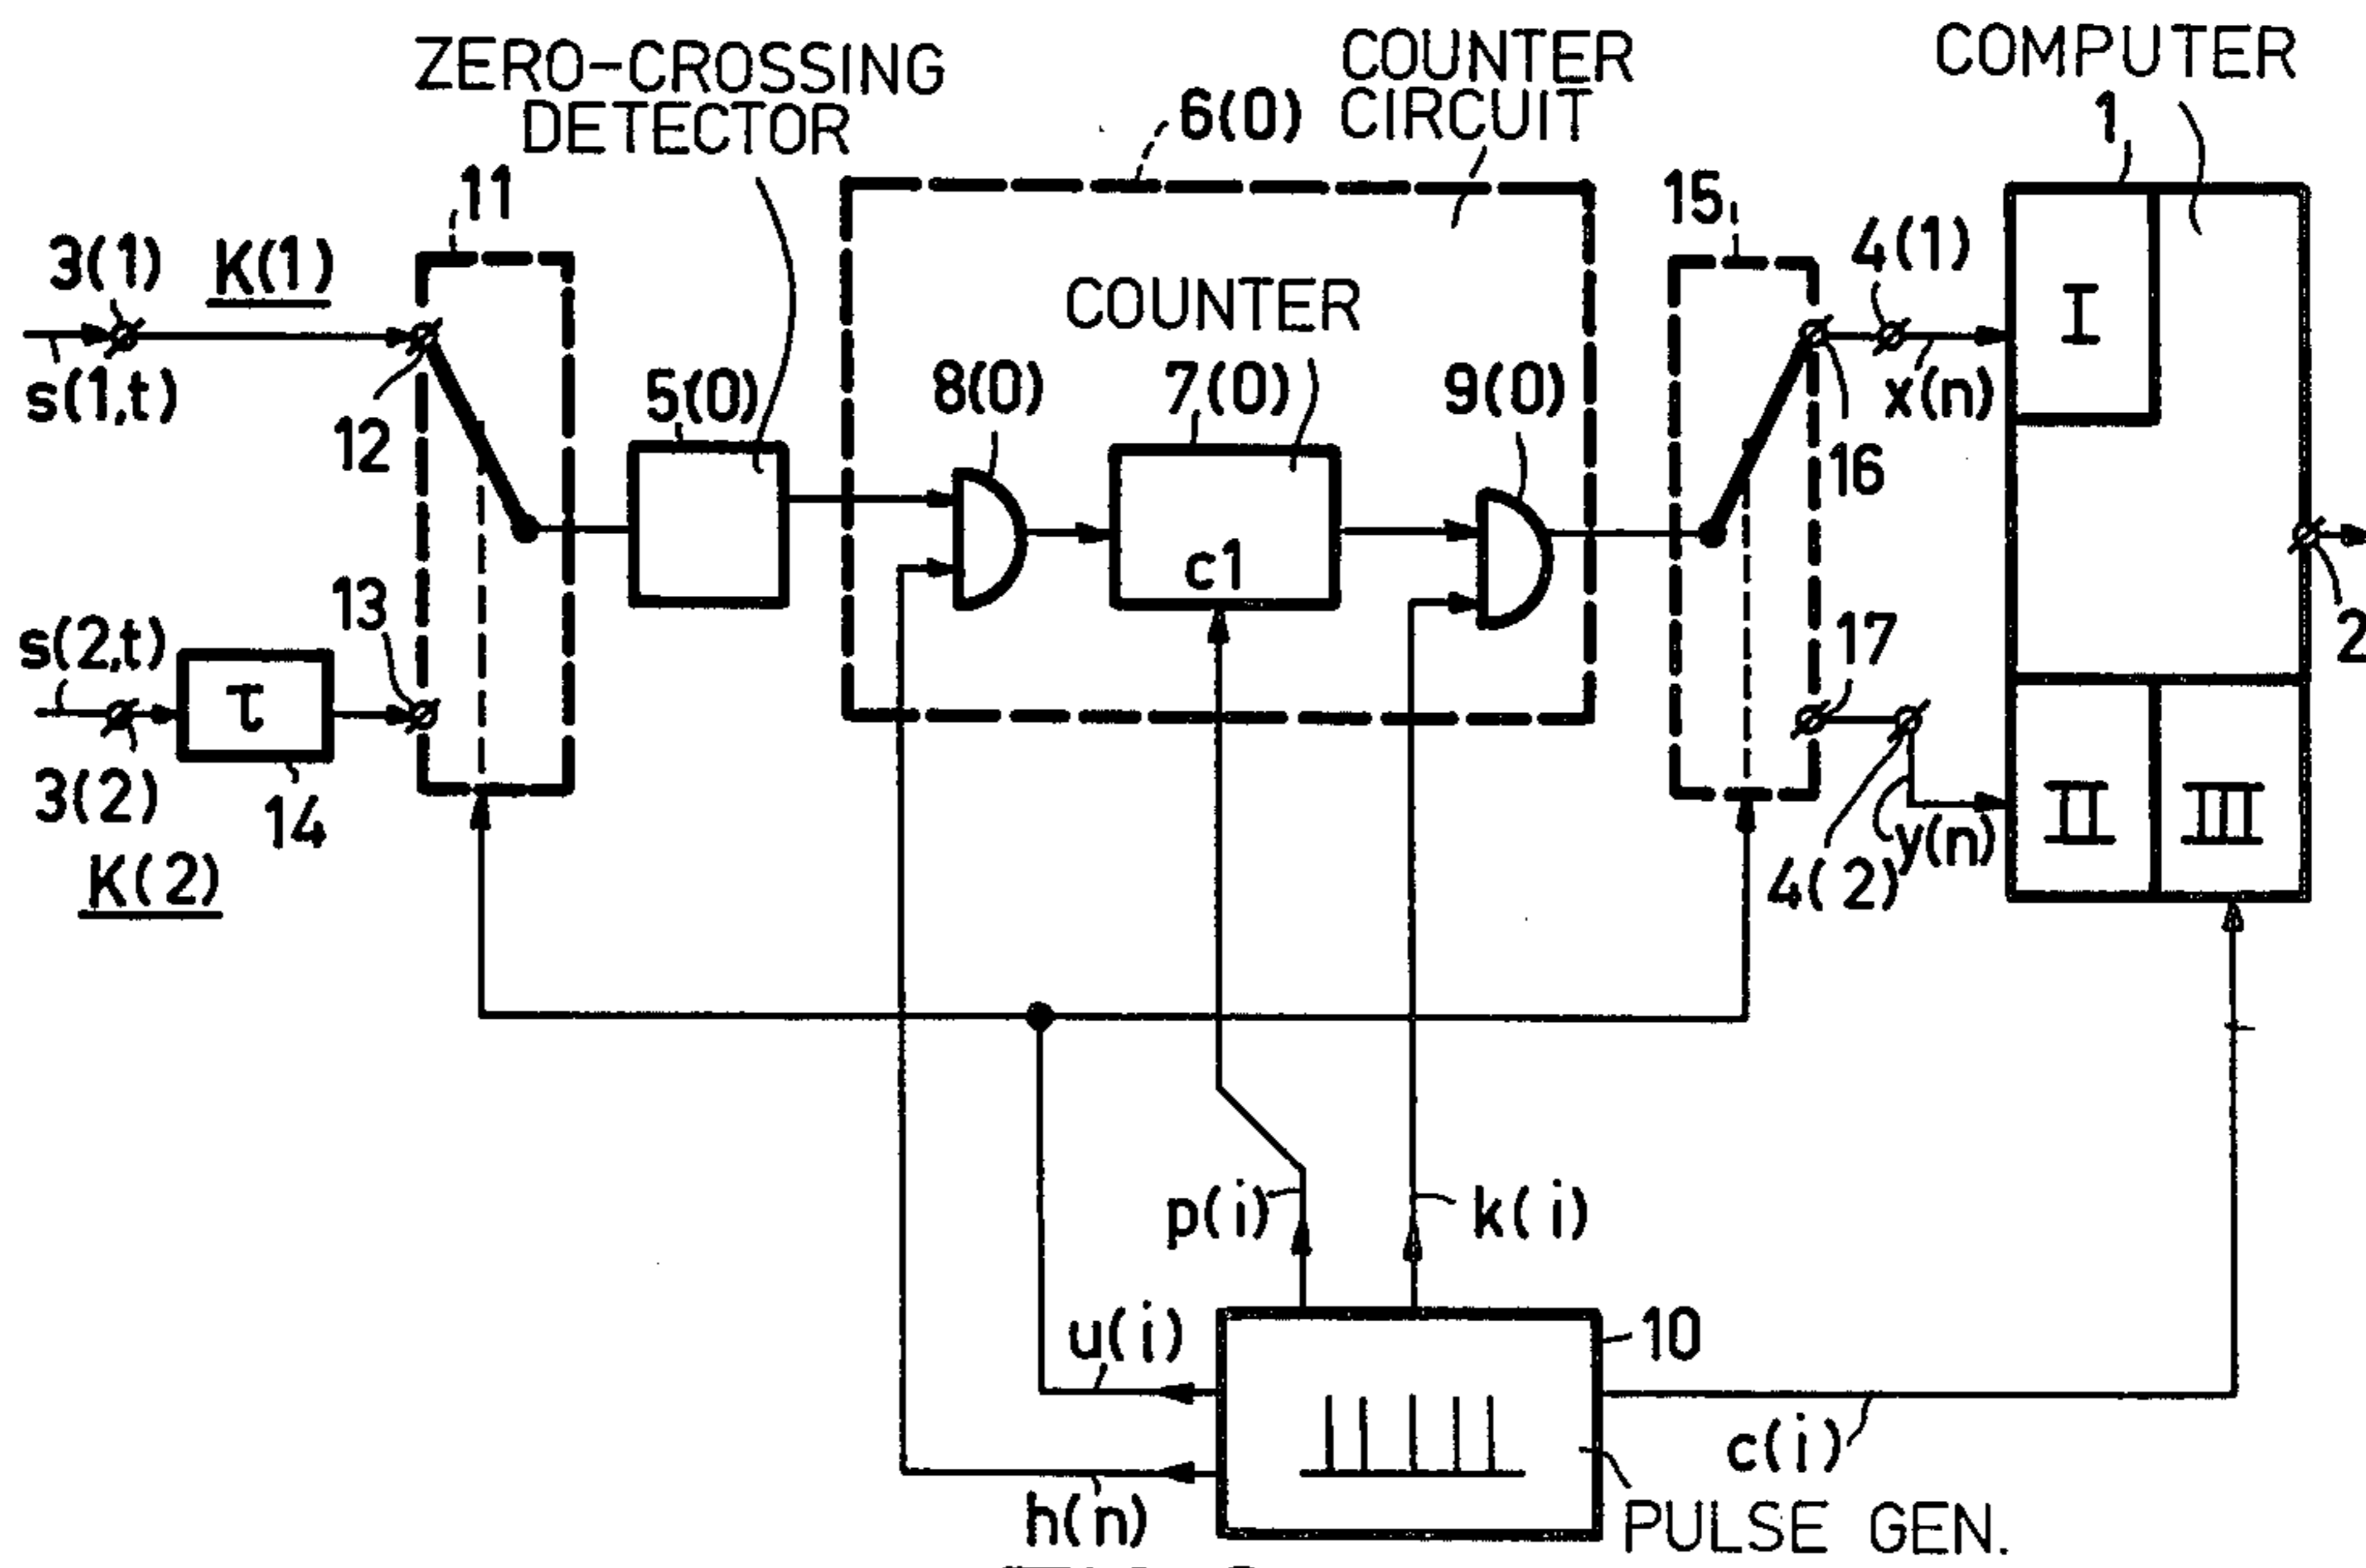 ZERO-CROSSING
DETECTOR
COUNTER
CIRCUIT
COMPUTER
6(0)
1
11
15
3(1)
K(1)
4(1)
I
COUNTER
s(1,t)
12
5(0)
8(0)
7(0)
9(0)
x(n)
16
c1
13
2
s(2,t)
τ
17
3(2)
14
II
III
y(n)
4(2)
K(2)
p(i)
k(i)
u(i)
10
c(i)
h(n)
PULSE GEN.